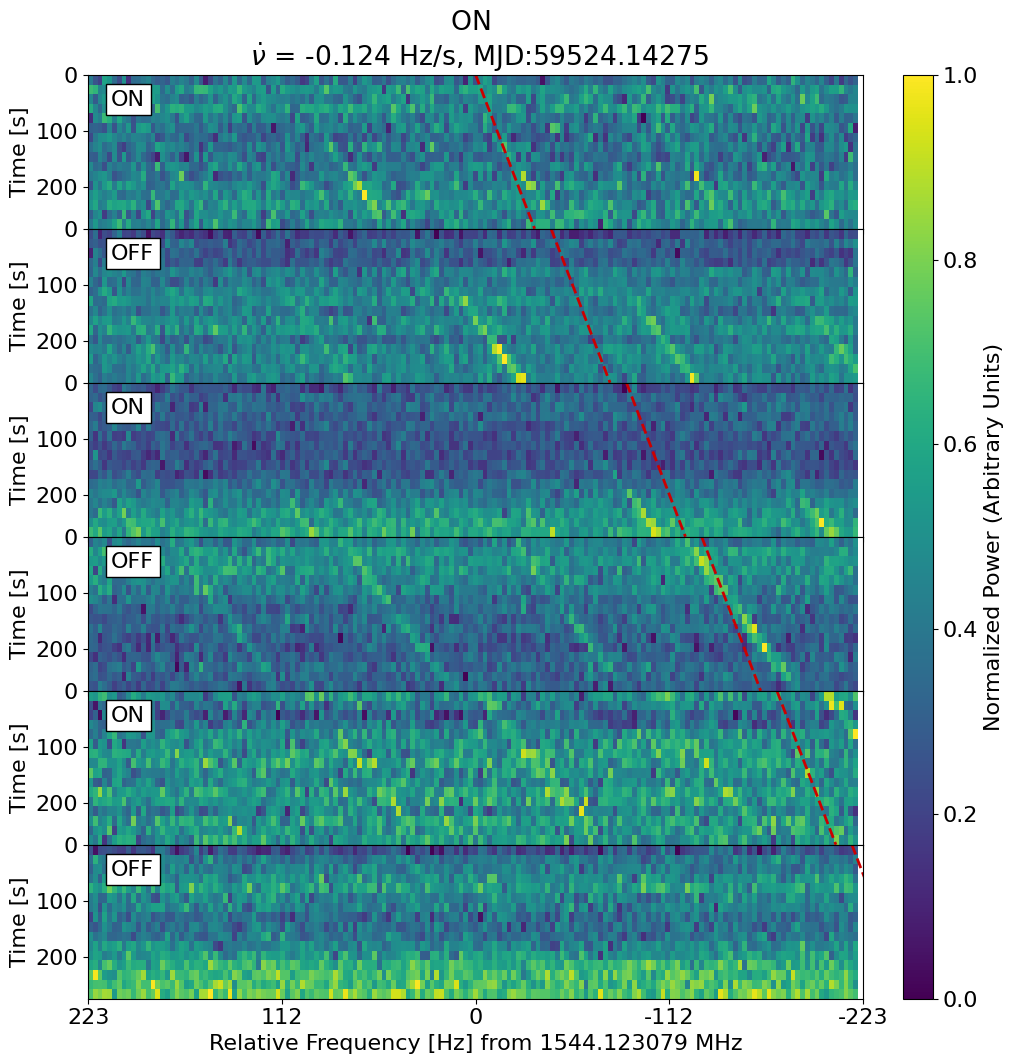 ON
ν̇ = -0.124 Hz/s, MJD:59524.14275
ON
OFF
ON
OFF
ON
OFF
Time [s]
0
100
200
Time [s]
0
100
200
Time [s]
0
100
200
Time [s]
0
100
200
Time [s]
0
100
200
Time [s]
0
100
200
223
112
0
-112
-223
Relative Frequency [Hz] from 1544.123079 MHz
1.0
0.8
0.6
0.4
0.2
0.0
Normalized Power (Arbitrary Units)